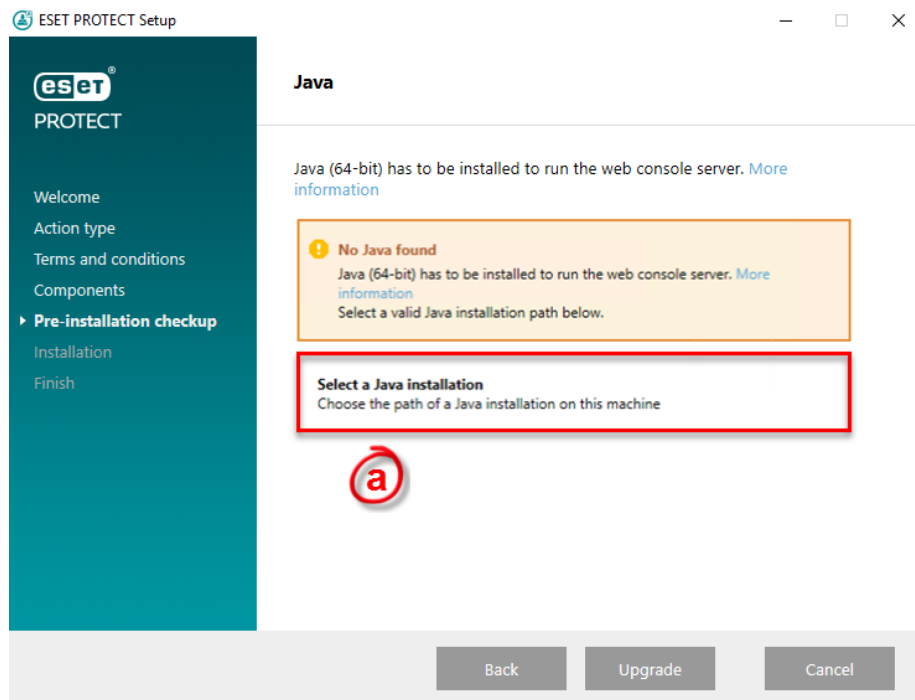 ESET PROTECT Setup
eset®
PROTECT
Welcome
Action type
Terms and conditions
Components
Pre-installation checkup
Installation
Finish
Java
Java (64-bit) has to be installed to run the web console server. More
information
No Java found
Java (64-bit) has to be installed to run the web console server. More
information
Select a valid Java installation path below.
Select a Java installation
Choose the path of a Java installation on this machine
a
Back
Upgrade
Cancel